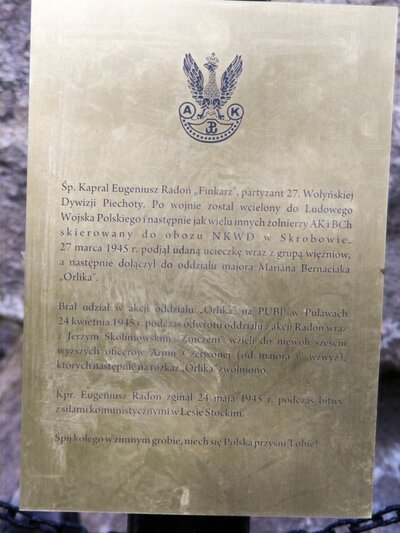 A K
Śp. Kapral Eugeniusz Radoń „Finkarz", partyzant 27. Wołyńskiej
Dywizji Piechoty. Po wojnie został wcielony do Ludowego
Wojska Polskiego i następnie jak wielu innych żołnierzy AK i BCh
skierowany do obozu NKWD w Skrobowie.
27 marca 1945 r. podjął udaną ucieczkę wraz z grupą więźniów,
a następnie dołączył do oddziału majora Mariana Bernaciaka
„Orlika".
Brał udział w akcji oddziału „Orlika" na PUBP w Puławach
24 kwietnia 1948 r. podczas odwrotu oddziału z akcji Radoń wraz
z Jerzym Skolimowskim „Zniczem" wzięli do niewoli sześciu
wyższych oficerów Armii Czerwonej (od majora w wzwyż),
których następnie na rozkaz „Orlika" zwolniono.
Kpr. Eugeniusz Radoń zginął 24 maja 1945 r. podczas bitwy
z siłami komunistycznymi w Lesie Stockim.
Śpij kolego w zimnym grobie, niech się Polska przyśni Tobie!